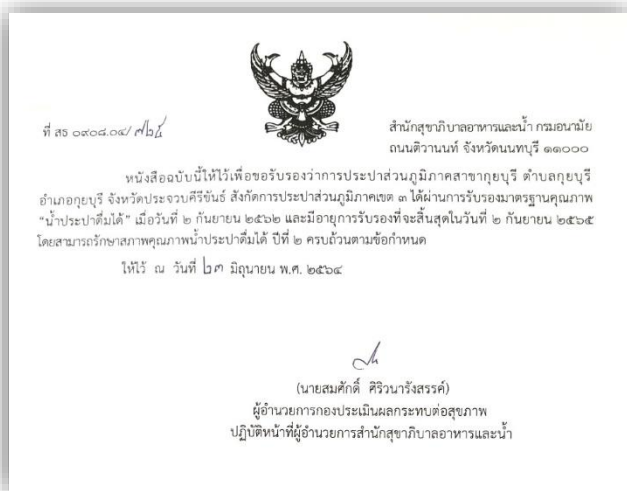 ที่ สธ ๐๙๐๘.๐๔/ ๗๒๕
สำนักสุขาภิบาลอาหารและน้ำ กรมอนามัย
ถนนติวานนท์ จังหวัดนนทบุรี ๑๑๐๐๐
หนังสือฉบับนี้ให้ไว้เพื่อขอรับรองว่าการประปาส่วนภูมิภาคสาขากุยบุรี ตำบลกุยบุรี
อำเภอกุยบุรี จังหวัดประจวบคีรีขันธ์ สังกัดการประปาส่วนภูมิภาคเขต ๓ ได้ผ่านการรับรองมาตรฐานคุณภาพ
“น้ำประปาดื่มได้” เมื่อวันที่ ๒ กันยายน ๒๕๖๒ และมีอายุการรับรองที่จะสิ้นสุดในวันที่ ๒ กันยายน ๒๕๖๕
โดยสามารถรักษาสภาพคุณภาพน้ำประปาดื่มได้ ปีที่ ๒ ครบถ้วนตามข้อกำหนด
ให้ไว้ ณ วันที่ ๒๓ มิถุนายน พ.ศ. ๒๕๖๔
(นายสมศักดิ์ ศิริวนารังสรรค์)
ผู้อำนวยการกองประเมินผลกระทบต่อสุขภาพ
ปฏิบัติหน้าที่ผู้อำนวยการสำนักสุขาภิบาลอาหารและน้ำ